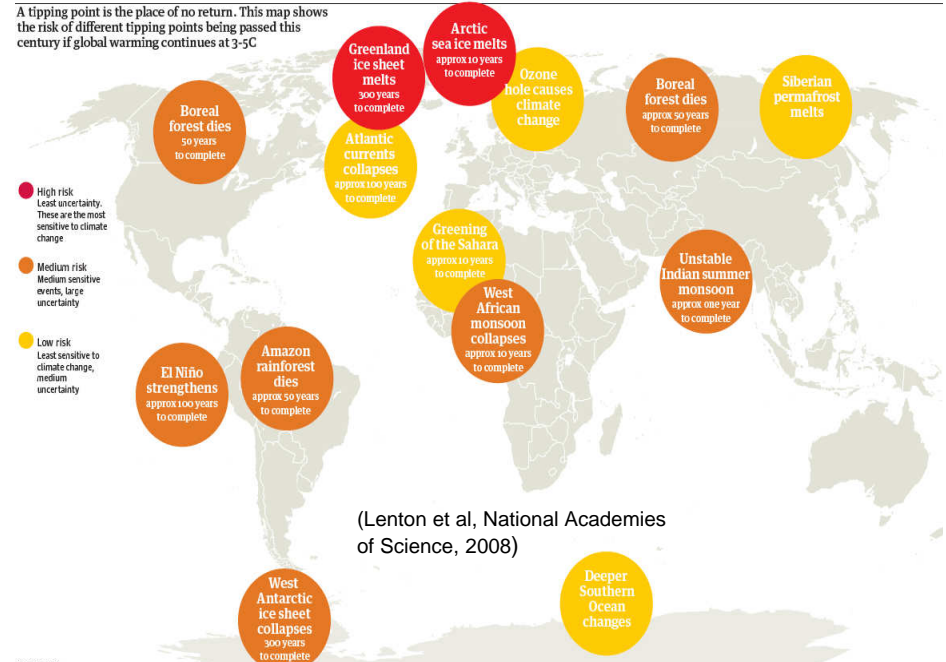 A tipping point is the place of no return. This map shows
the risk of different tipping points being passed this
century if global warming continues at 3-5C
Greenland
ice sheet
melts
300 years
to complete
Arctic
sea ice melts
approx 10 years
to complete
Ozone
hole causes
climate
change
Boreal
forest dies
50 years
to complete
Boreal
forest dies
approx 50 years
to complete
Siberian
permafrost
melts
Atlantic
currents
collapses
approx 100 years
to complete
High risk
Least uncertainty.
These are the most
sensitive to climate
change
Medium risk
Medium sensitive
events, large
uncertainty
Low risk
Least sensitive to
climate change,
medium
uncertainty
Greening
of the Sahara
approx 10 years
to complete
West
African
monsoon
collapses
approx 10 years
to complete
Unstable
Indian summer
monsoon
approx one year
to complete
El Niño
strengthens
approx 100 years
to complete
Amazon
rainforest
dies
approx 50 years
to complete
(Lenton et al, National Academies
of Science, 2008)
West
Antarctic
ice sheet
collapses
300 years
to complete
Deeper
Southern
Ocean
changes